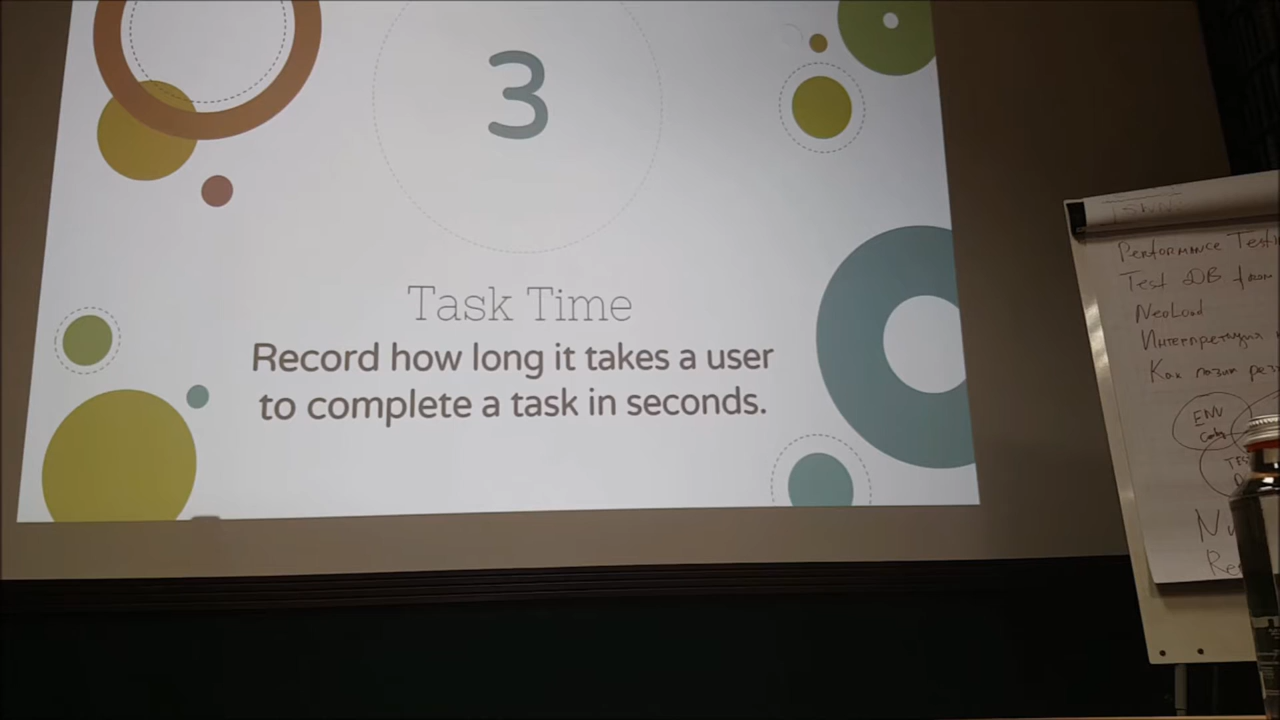 3
Task Time
Record how long it takes a user
to complete a task in seconds.
Performance
Test DB from
NeoLoad
Интерпретация
Как
ENV